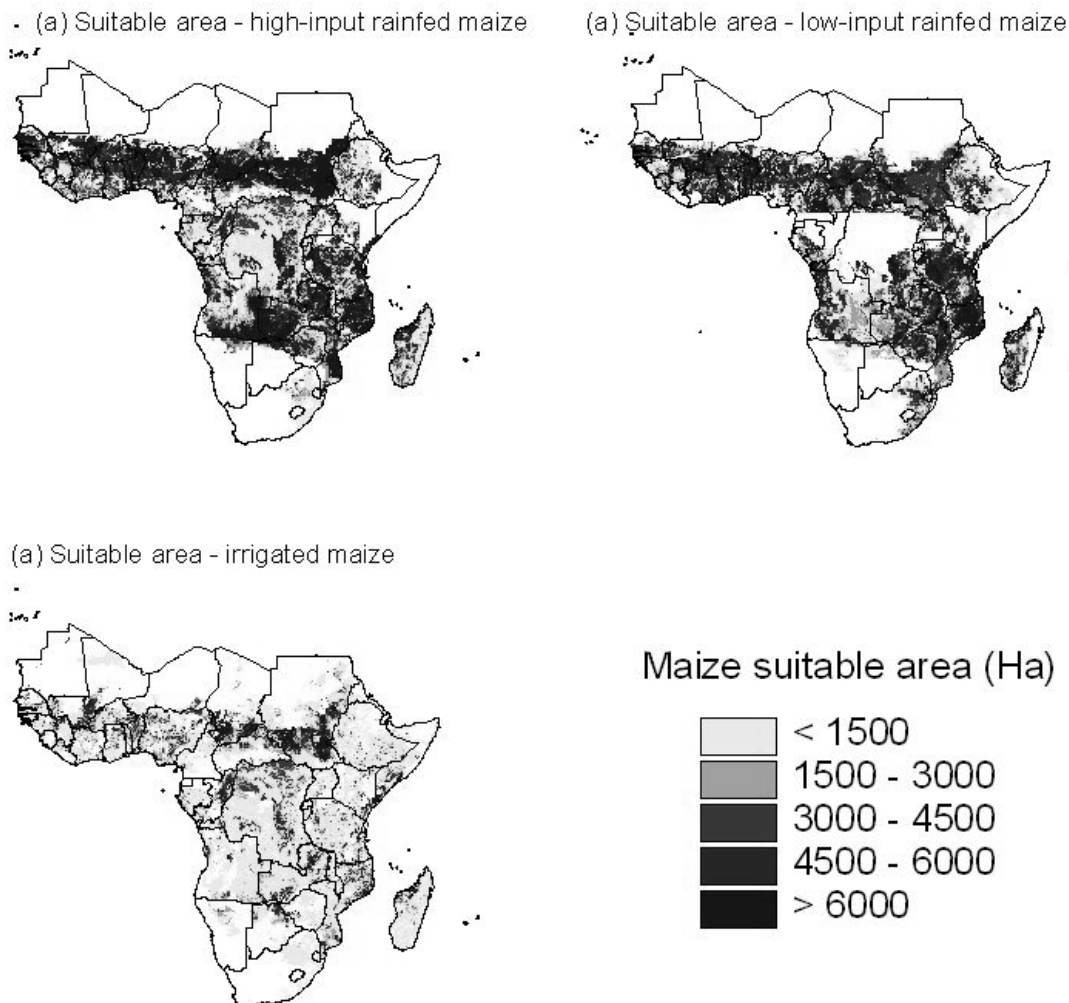 (a) Suitable area - high-input rainfed maize
(a) Suitable area - low-input rainfed maize
(a) Suitable area - irrigated maize
Maize suitable area (Ha)
< 1500
1500 - 3000
3000 - 4500
4500 - 6000
> 6000